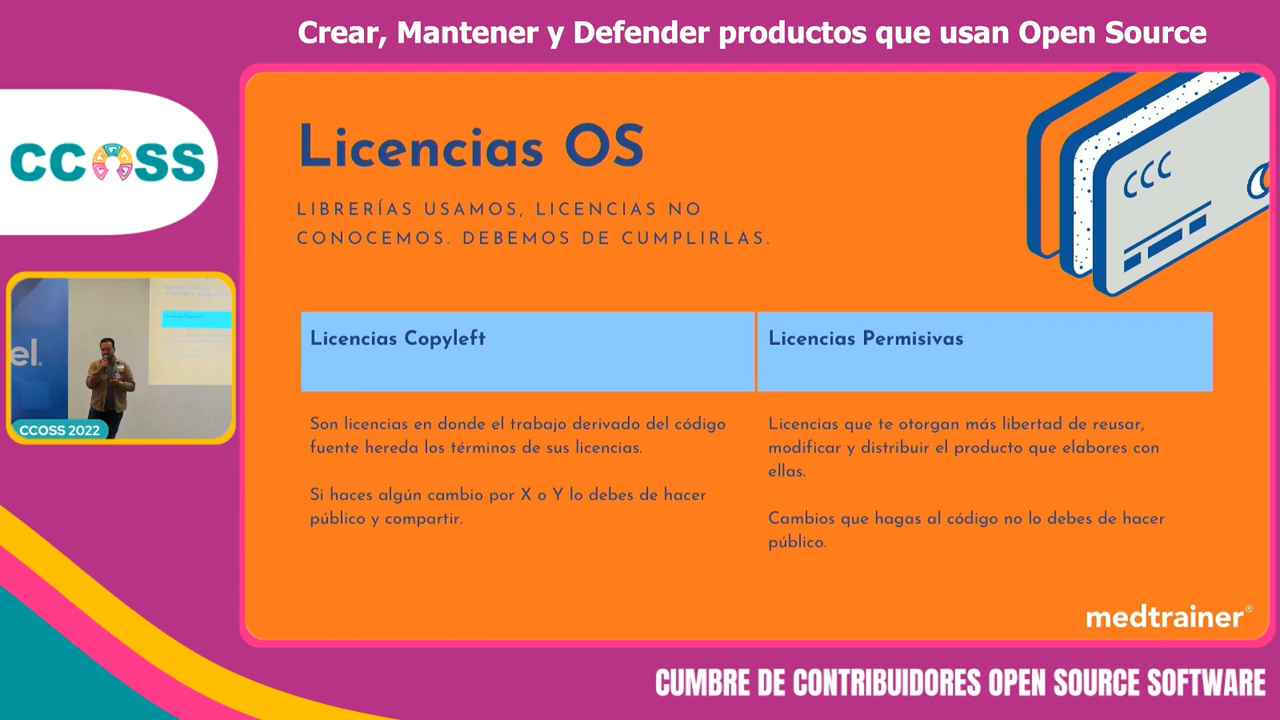 Crear, Mantener y Defender productos que usan Open Source
CCOSS
Licencias OS
LIBRERÍAS USAMOS, LICENCIAS NO
CONOCEMOS. DEBEMOS DE CUMPLIRLAS.
CCC
Licencias Copyleft
Son licencias en donde el trabajo derivado del código
fuente hereda los términos de sus licencias.
Si haces algún cambio por X o Y lo debes de hacer
público y compartir.
Licencias Permisivas
Licencias que te otorgan más libertad de reusar,
modificar y distribuir el producto que elabores con
ellas.
Cambios que hagas al código no lo debes de hacer
público.
el.
CCOSS 2022
medtrainer®
CUMBRE DE CONTRIBUIDORES OPEN SOURCE SOFTWARE